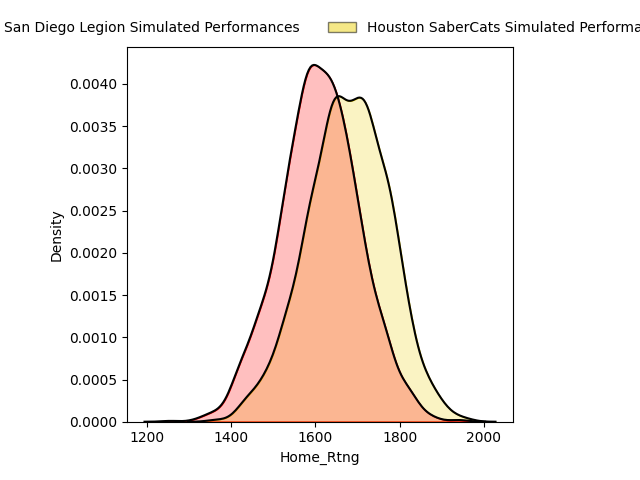 San Diego Legion Simulated Performances
Houston SaberCats Simulated Performa
0.0040
0.0035
0.0030
0.0025
0.0020
0.0015
0.0010
0.0005
0.0000
Density
1200 1400 1600 1800 2000
Home_Rtng